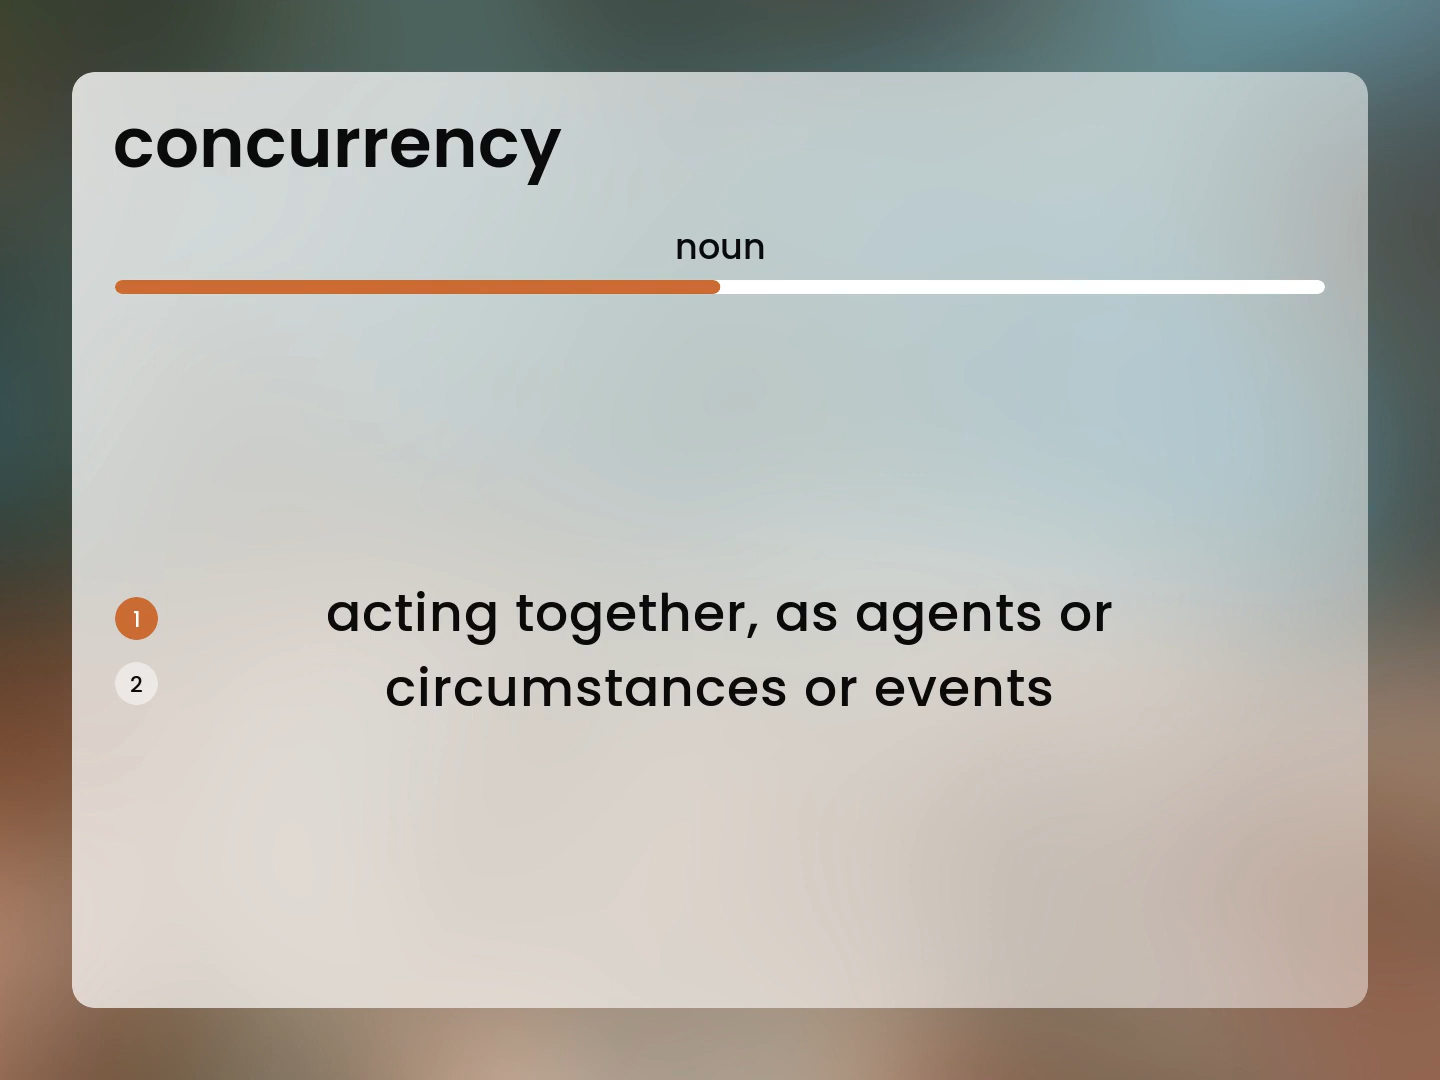 concurrency
noun
1
acting together, as agents or
2
circumstances or events